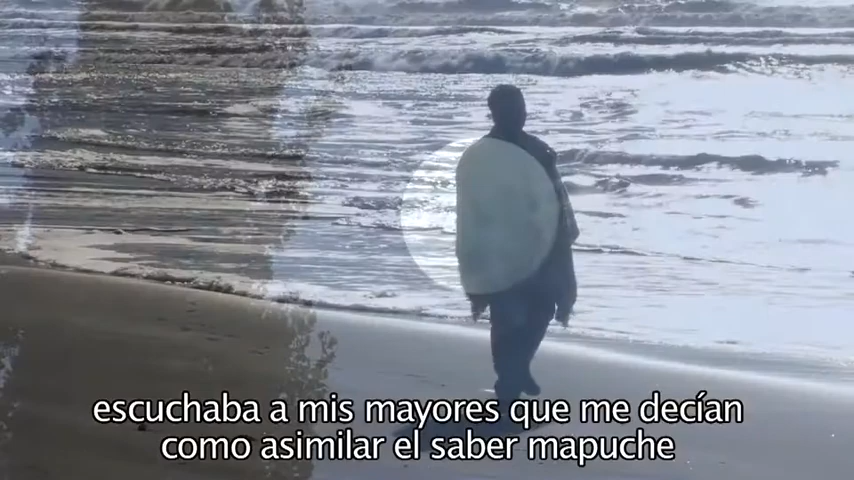 escuchaba a mis mayores que me decían
como asimilar el saber mapuche